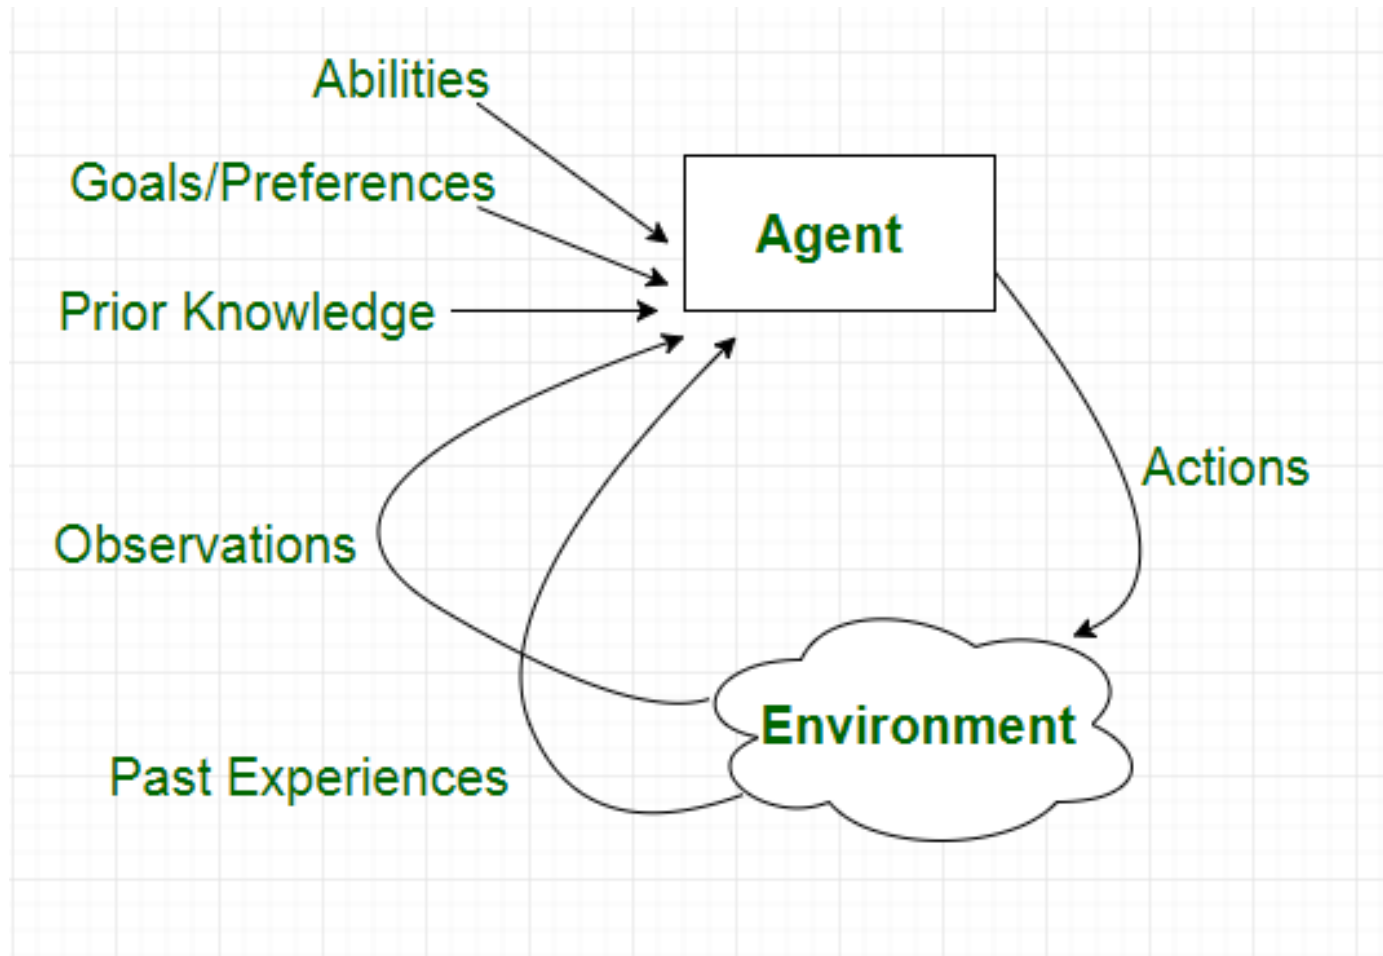 Abilities
Goals/Preferences
Agent
Prior Knowledge
Actions
Observations
Environment
Past Experiences